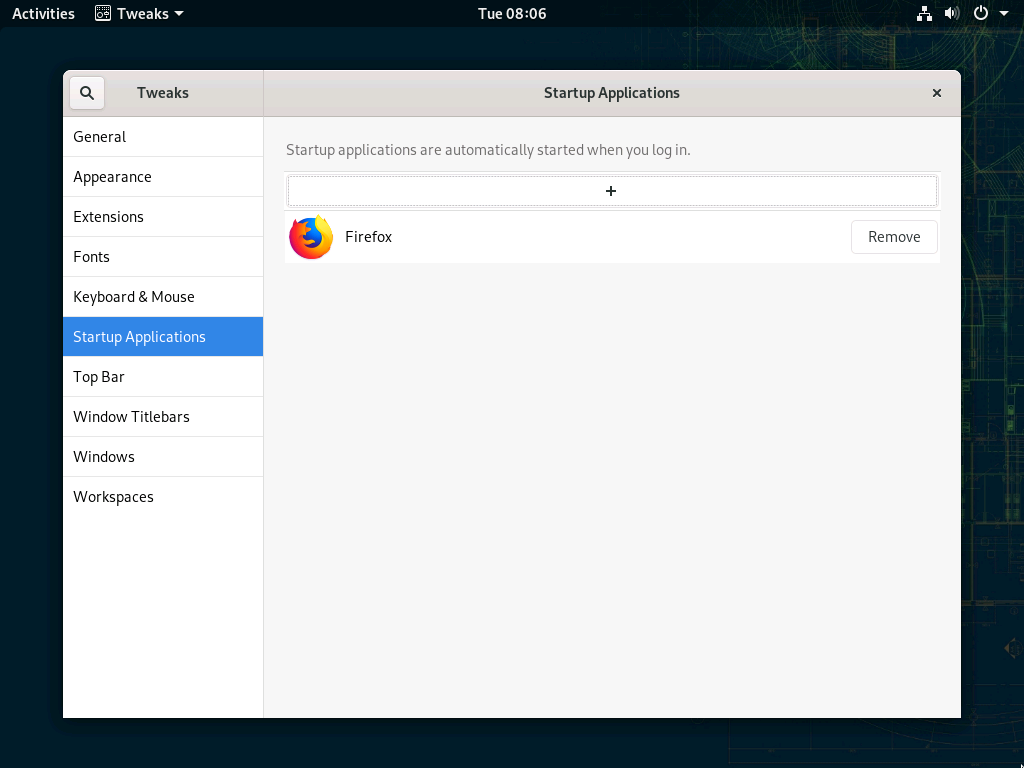 Activities Tweaks Tue 08:06
Tweaks Startup Applications
General
Appearance
Extensions
Fonts
Keyboard & Mouse
Startup Applications
Top Bar
Window Titlebars
Windows
Workspaces
Startup applications are automatically started when you log in.
+
Firefox Remove